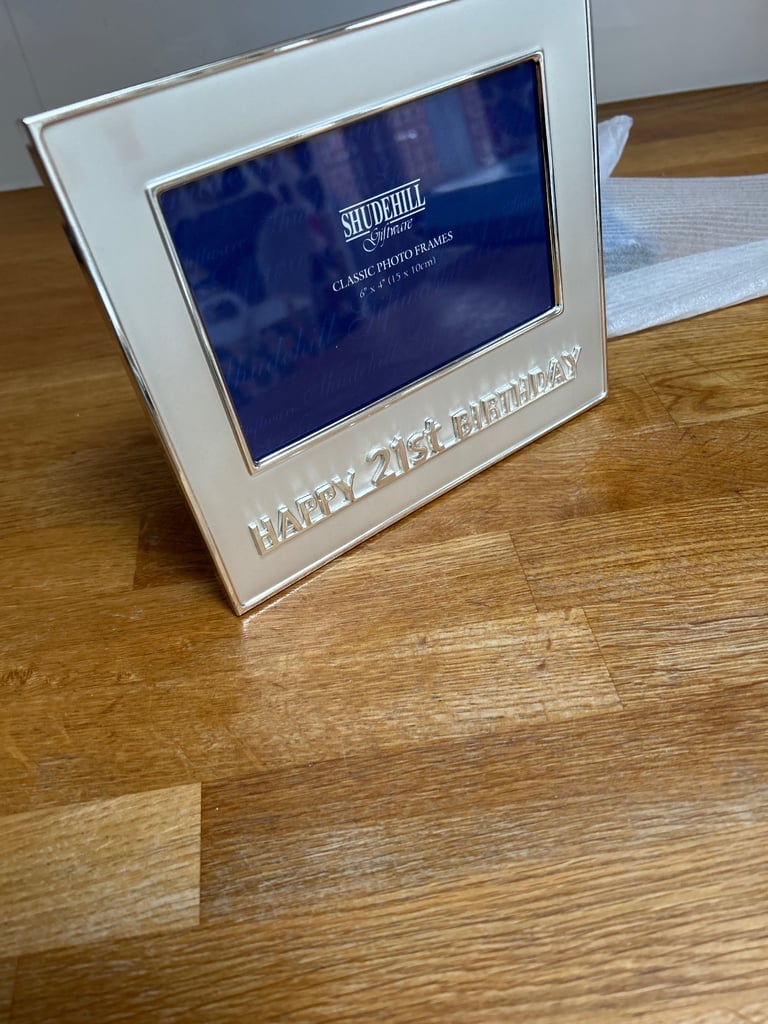 SHUDEHILL
Giftware
CLASSIC PHOTO FRAMES
6" x 4" (15 x 10cm)
HAPPY 21st BIRTHDAY